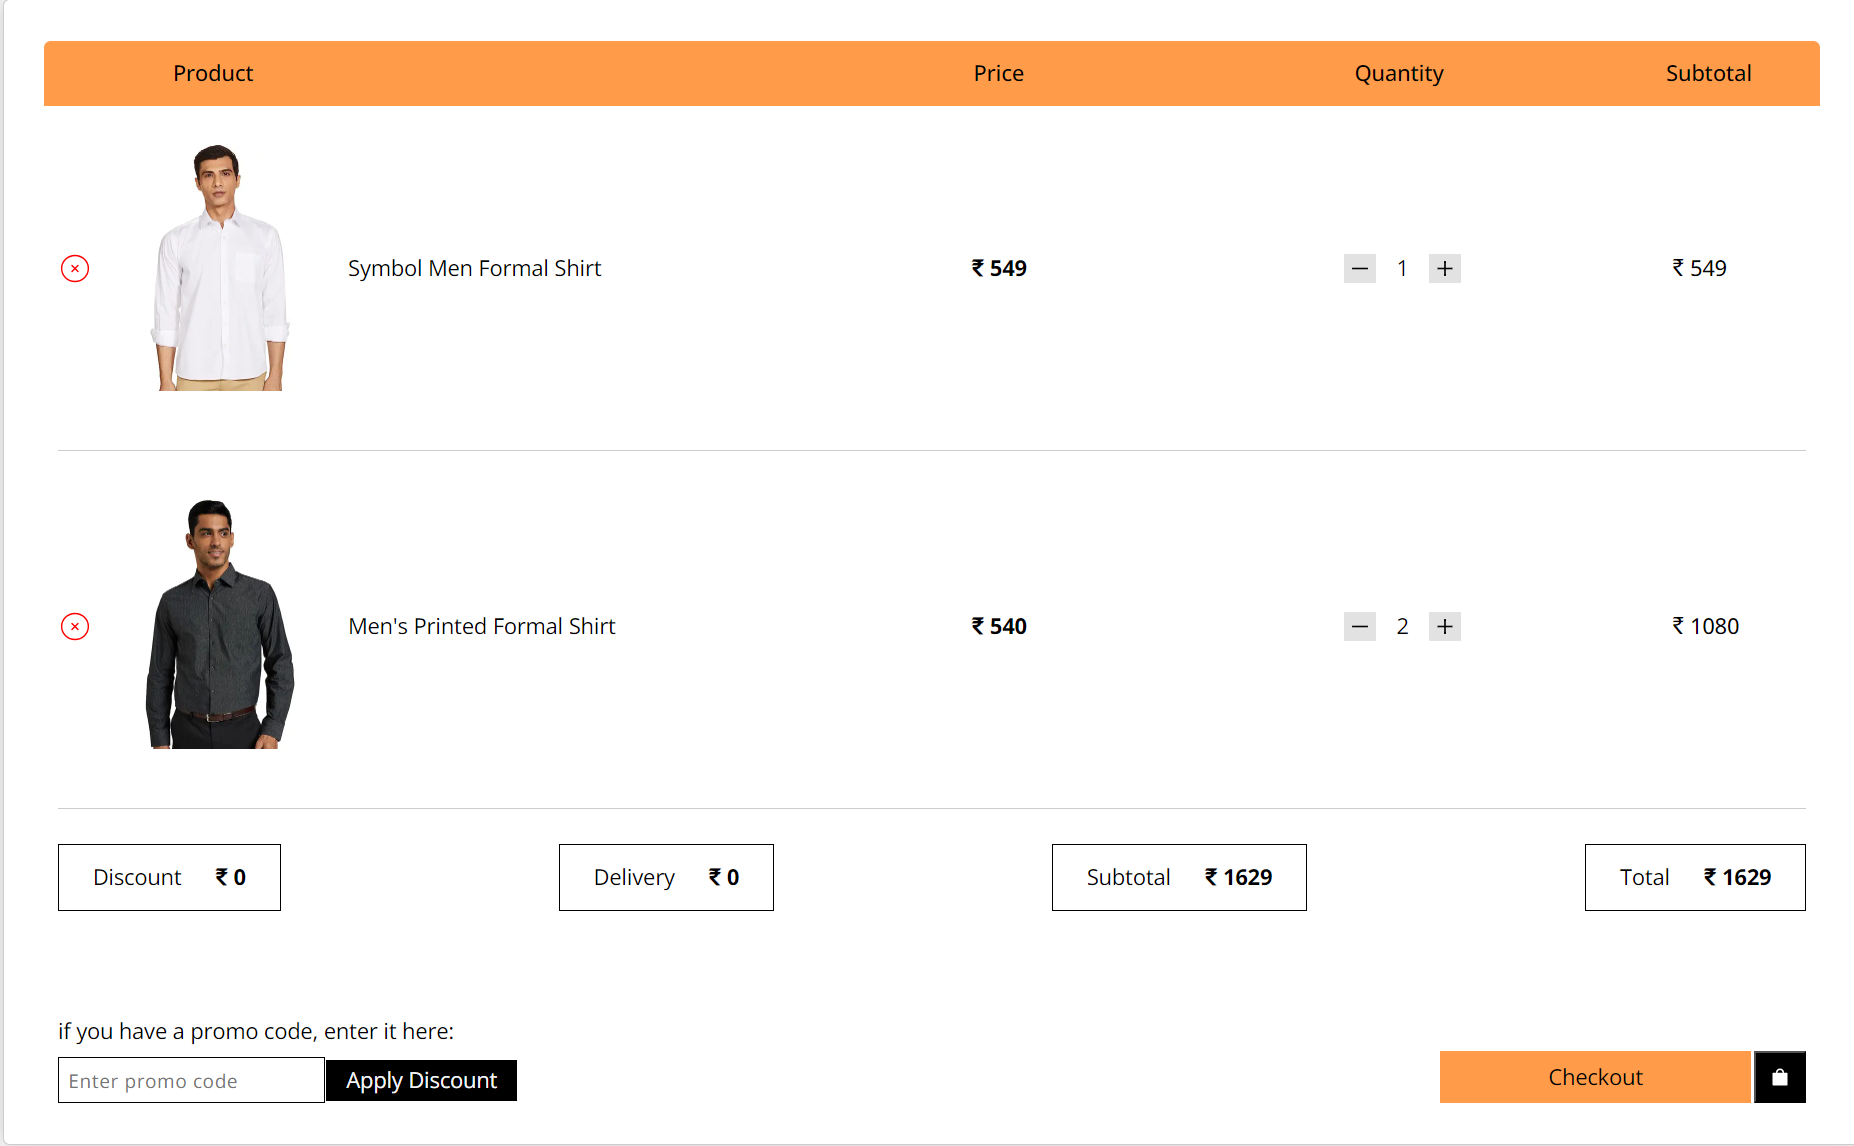 Product Price Quantity Subtotal
Symbol Men Formal Shirt ₹ 549 1 ₹ 549
Men's Printed Formal Shirt ₹ 540 2 ₹ 1080
Discount ₹ 0 Delivery ₹ 0 Subtotal ₹ 1629 Total ₹ 1629
if you have a promo code, enter it here:
Enter promo code Apply Discount Checkout